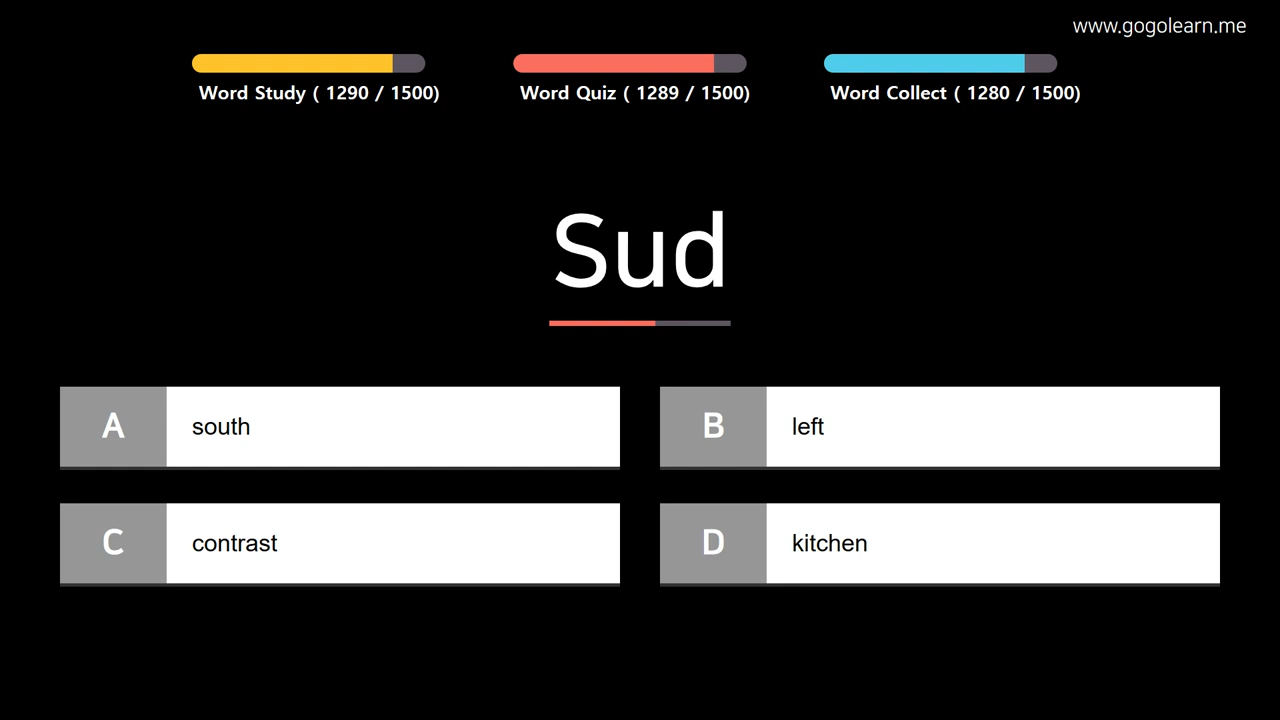 www.gogolearn.me
Word Study ( 1290 / 1500)
Word Quiz ( 1289 / 1500)
Word Collect ( 1280 / 1500)
Sud
A south
B left
C contrast
D kitchen